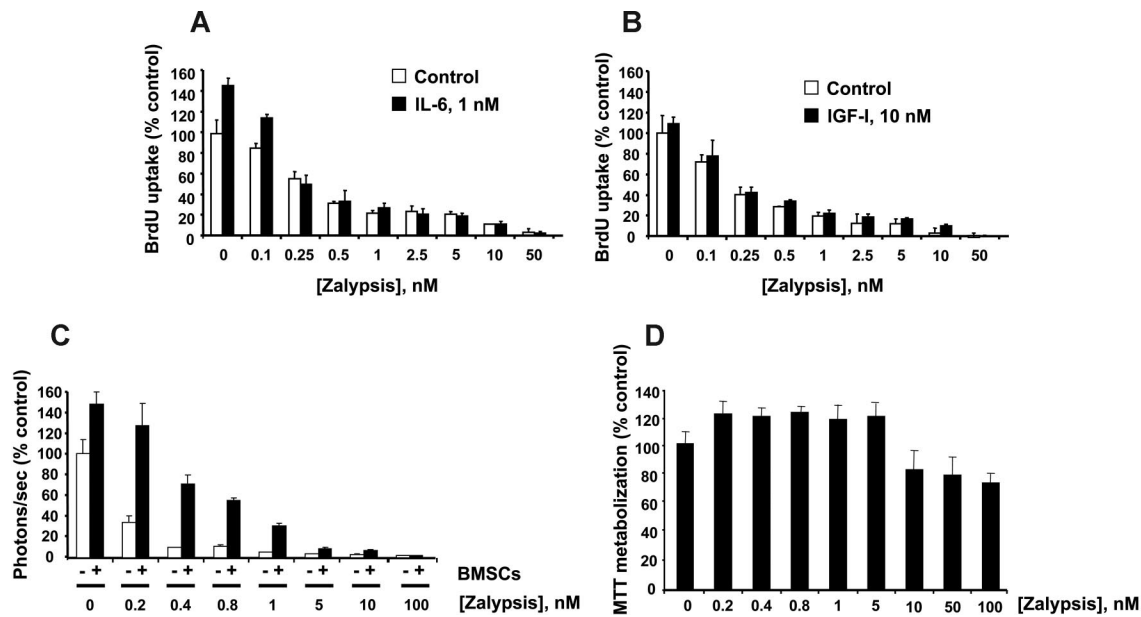 A
BrdU uptake (% control)
160
140
120
100
80
60
40
20
0
Control
IL-6, 1 nM
0 0.1 0.25 0.5 1 2.5 5 10 50
[Zalypsis], nM
B
BrdU uptake (% control)
160
140
120
100
80
60
40
20
0
Control
IGF-I, 10 nM
0 0.1 0.25 0.5 1 2.5 5 10 50
[Zalypsis], nM
C
Photons/sec (% control)
160
140
120
100
80
60
40
20
0
- + - + - + - + - + - + - + - + BMSCs
0 0.2 0.4 0.8 1 5 10 100 [Zalypsis], nM
D
MTT metabolization (% control)
140
120
100
80
60
40
120
0
0 0.2 0.4 0.8 1 5 10 50 100 [Zalypsis], nM